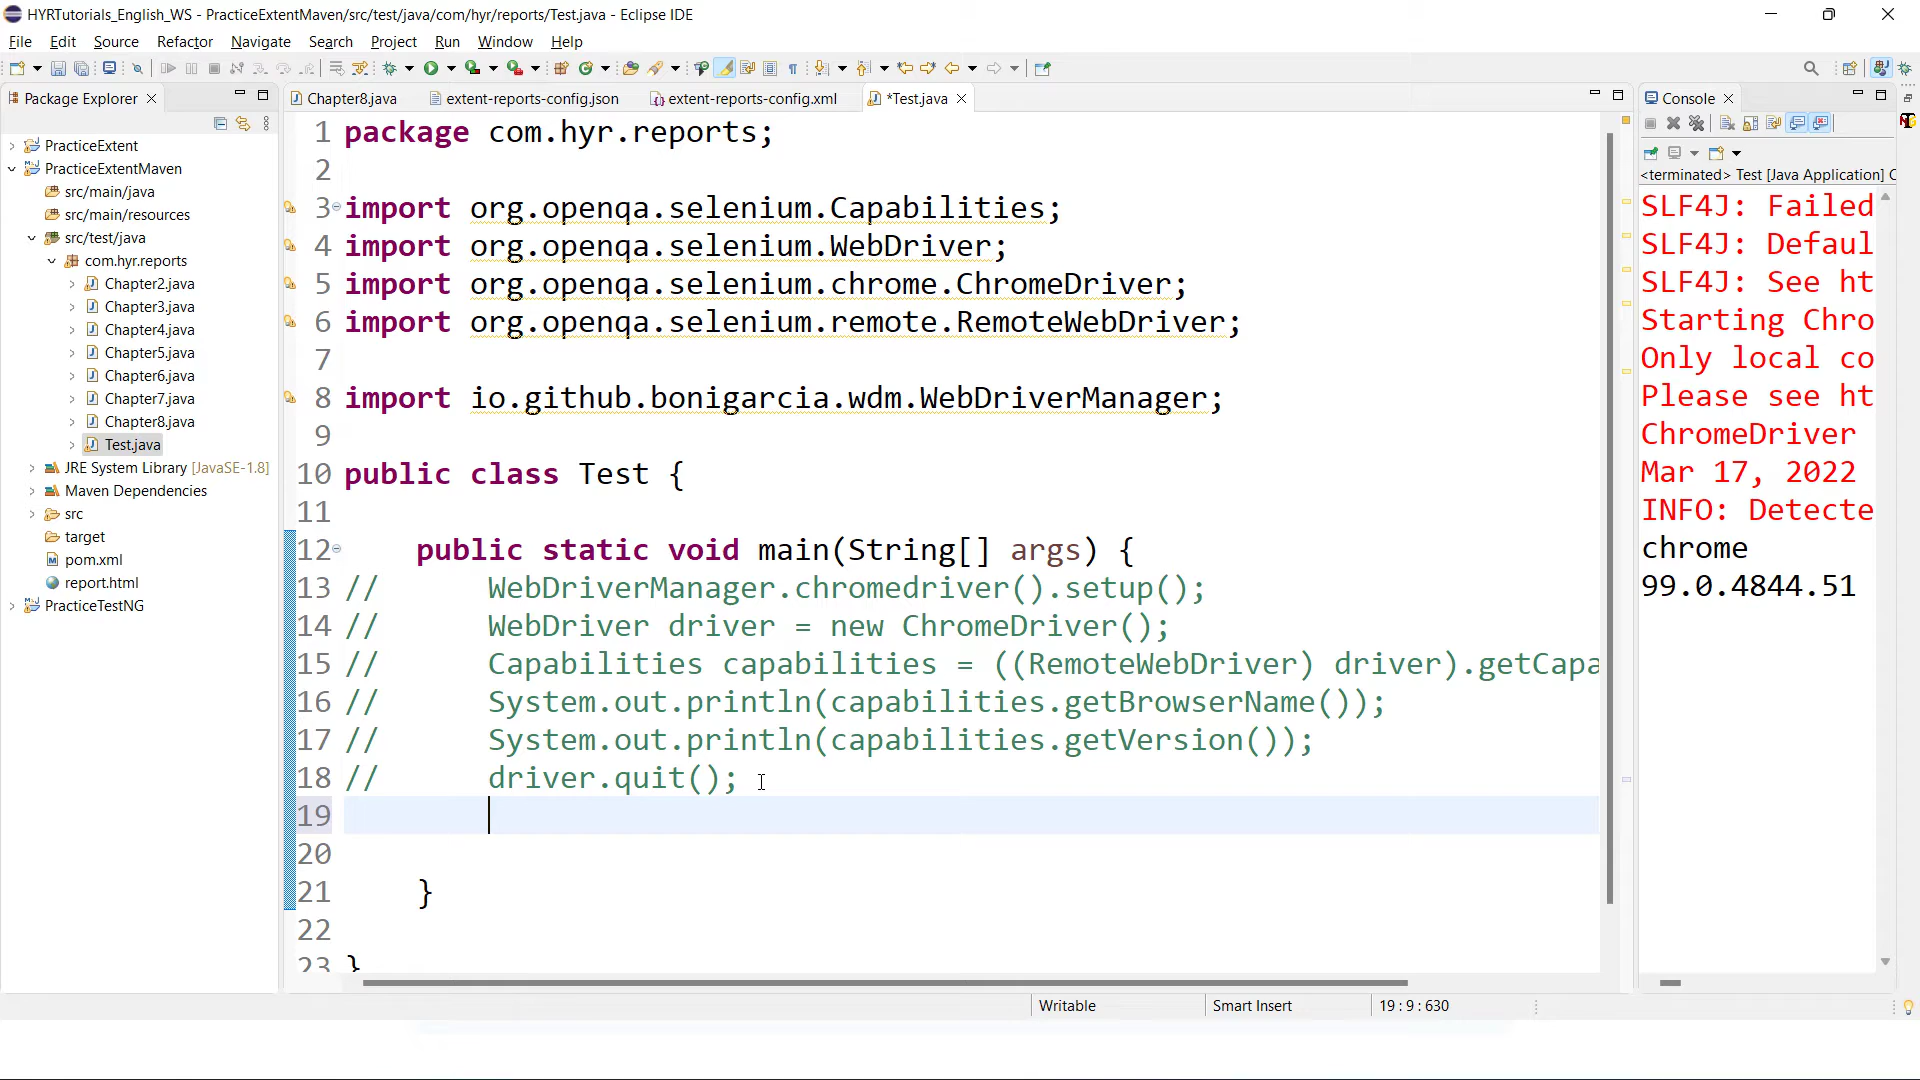 HYRTutorials_English_WS - PracticeExtentMaven/src/test/java/com/hyr/reports/Test.java - Eclipse IDE
File Edit Source Refactor Navigate Search Project Run Window Help
Package Explorer
PracticeExtent
PracticeExtentMaven
src/main/java
src/main/resources
src/test/java
com.hyr.reports
Chapter2.java
Chapter3.java
Chapter4.java
Chapter5.java
Chapter6.java
Chapter7.java
Chapter8.java
Test.java
JRE System Library [JavaSE-1.8]
Maven Dependencies
src
target
pom.xml
report.html
PracticeTestNG
Chapter8.java extent-reports-config.json extent-reports-config.xml *Test.java
1 package com.hyr.reports;
2
3 import org.openqa.selenium.Capabilities;
4 import org.openqa.selenium.WebDriver;
5 import org.openqa.selenium.chrome.ChromeDriver;
6 import org.openqa.selenium.remote.RemoteWebDriver;
7
8 import io.github.bonigarcia.wdm.WebDriverManager;
9
10 public class Test {
11
12 public static void main(String[] args) {
13 // WebDriverManager.chromedriver().setup();
14 // WebDriver driver = new ChromeDriver();
15 // Capabilities capabilities = ((RemoteWebDriver) driver).getCapa
16 // System.out.println(capabilities.getBrowserName());
17 // System.out.println(capabilities.getVersion());
18 // driver.quit();
19
20
21 }
22
23 }
Console
<terminated> Test [Java Application] C
SLF4J: Failed
SLF4J: Defaul
SLF4J: See ht
Starting Chro
Only local co
Please see ht
ChromeDriver
Mar 17, 2022
INFO: Detecte
chrome
99.0.4844.51
Writable Smart Insert 19 : 9 : 630